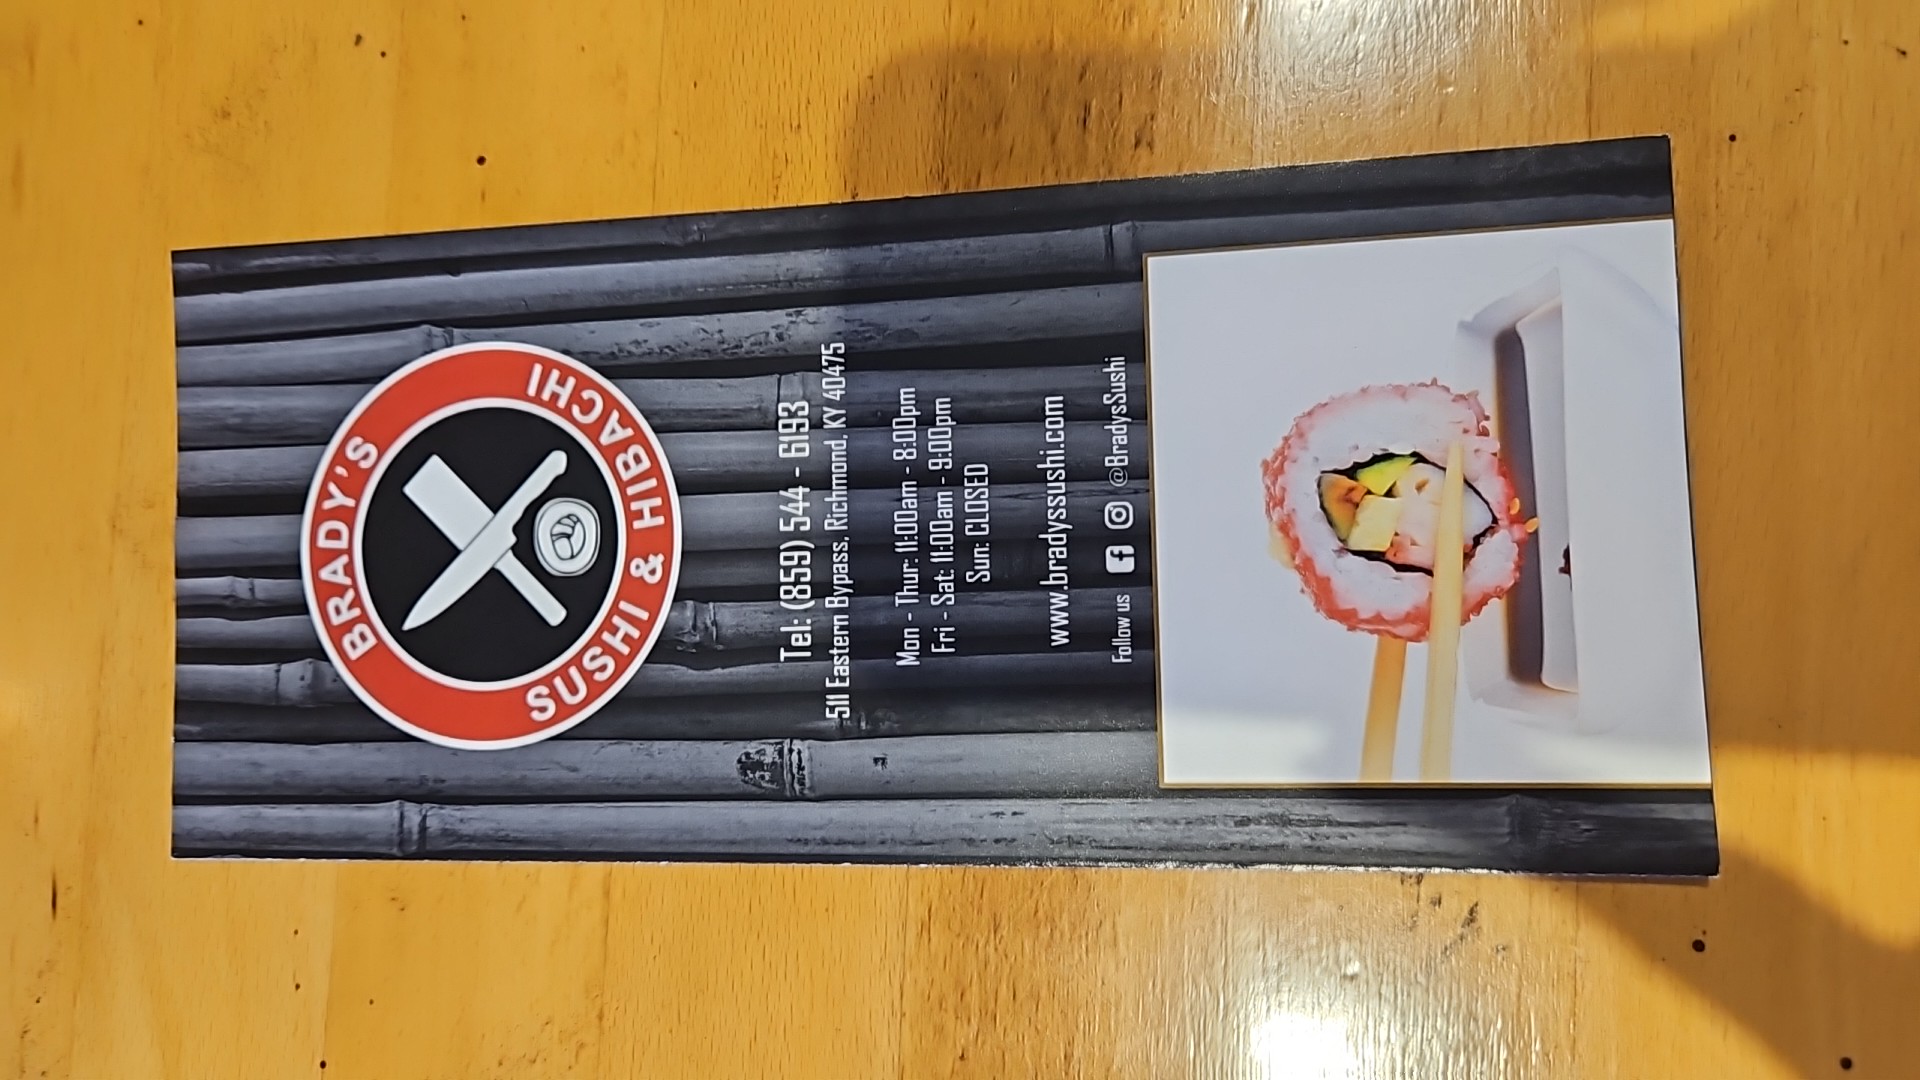 BRADY'S
SUSHI & HIBACHI
Tel: (859) 544 - 6193
511 Eastern Bypass, Richmond, KY 40475
Mon - Thur: 11:00am - 8:00pm
Fri - Sat: 11:00am - 9:00pm
Sun: CLOSED
www.bradyssushi.com
Follow us @BradysSushi